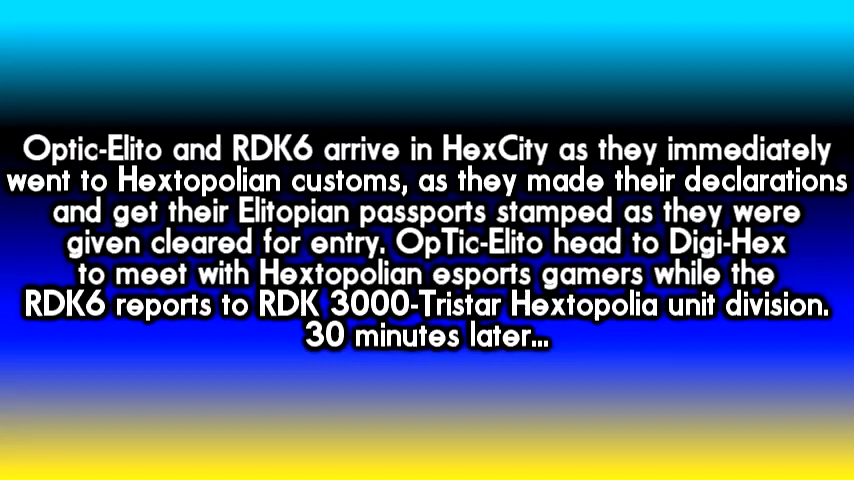 Optic-Elito and RDK6 arrive in HexCity as they immediately
went to Hextopolian customs, as they made their declarations
and get their Elitopian passports stamped as they were
given cleared for entry. OpTic-Elito head to Digi-Hex
to meet with Hextopolian esports gamers while the
RDK6 reports to RDK 3000-Tristar Hextopolia unit division.
30 minutes later...